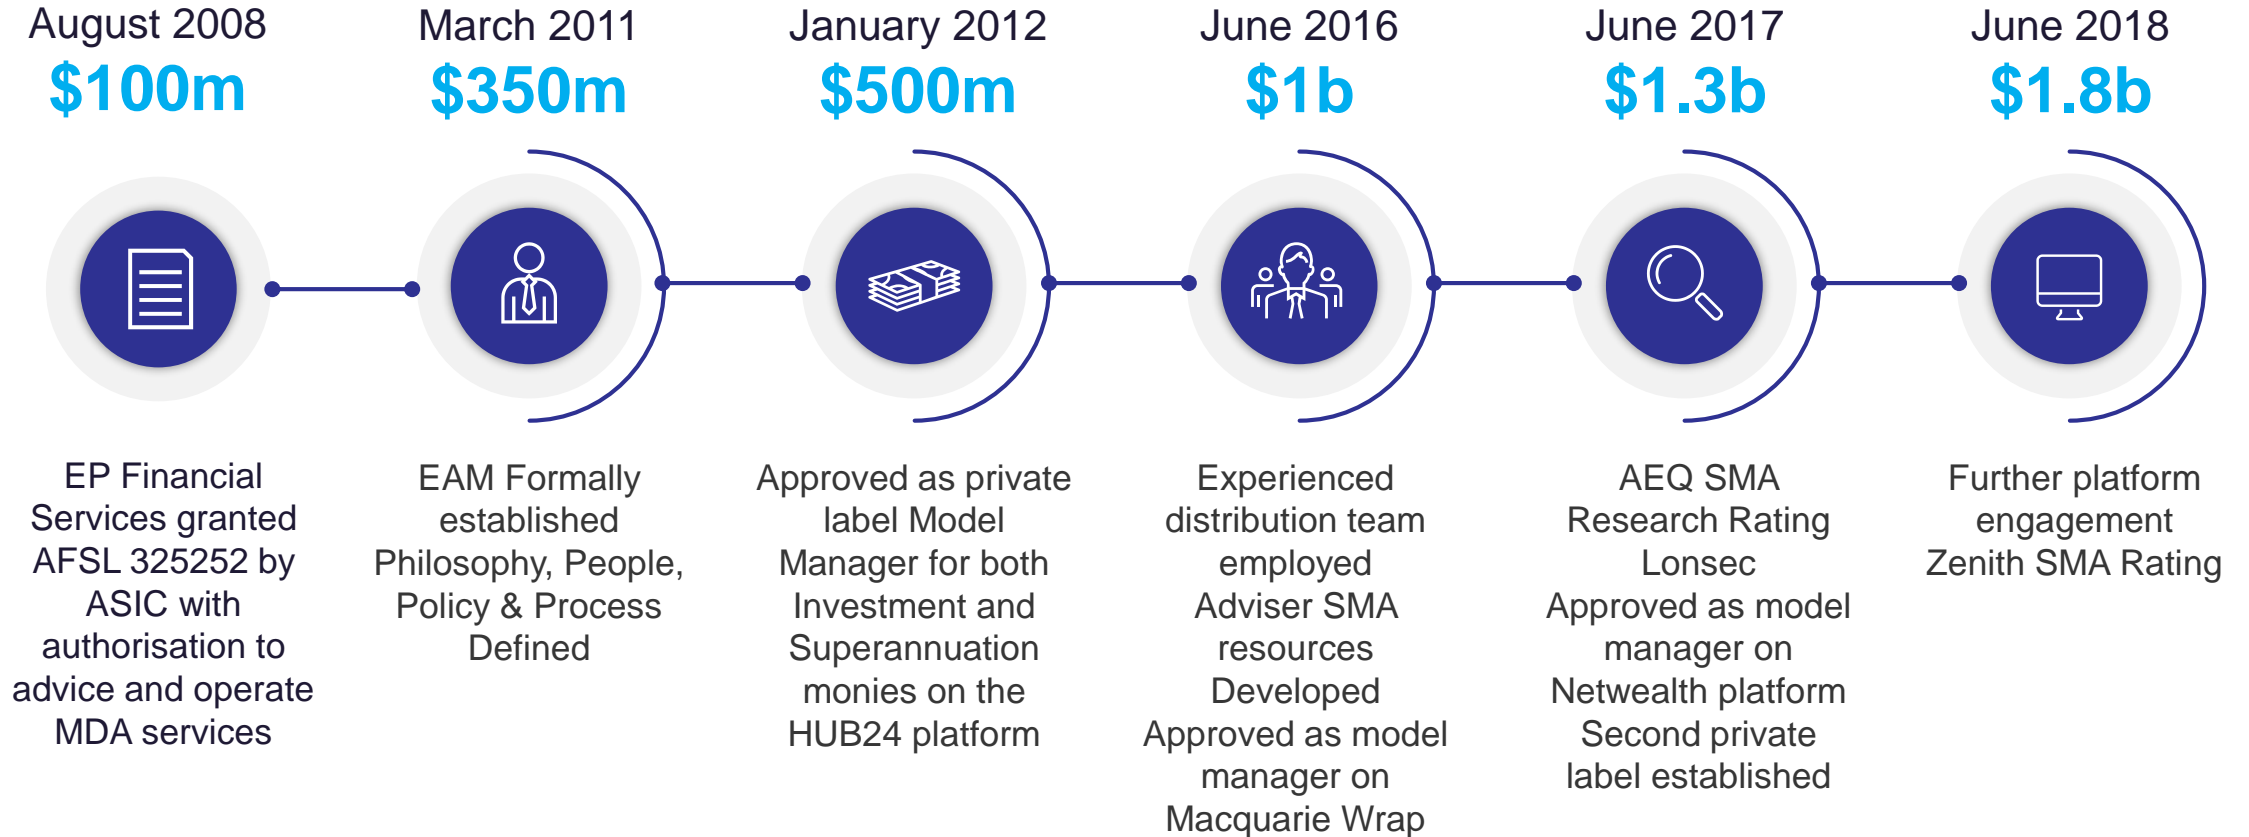 August 2008
$100m
EP Financial
Services granted
AFSL 325252 by
ASIC with
authorisation to
advice and operate
MDA services
March 2011
$350m
EAM Formally
established
Philosophy, People,
Policy & Process
Defined
January 2012
$500m
Approved as private
label Model
Manager for both
Investment and
Superannuation
monies on the
HUB24 platform
June 2016
$1b
Experienced
distribution team
employed
Adviser SMA
resources
Developed
Approved as model
manager on
Macquarie Wrap
June 2017
$1.3b
AEQ SMA
Research Rating
Lonsec
Approved as model
manager on
Netwealth platform
Second private
label established
June 2018
$1.8b
Further platform
engagement
Zenith SMA Rating